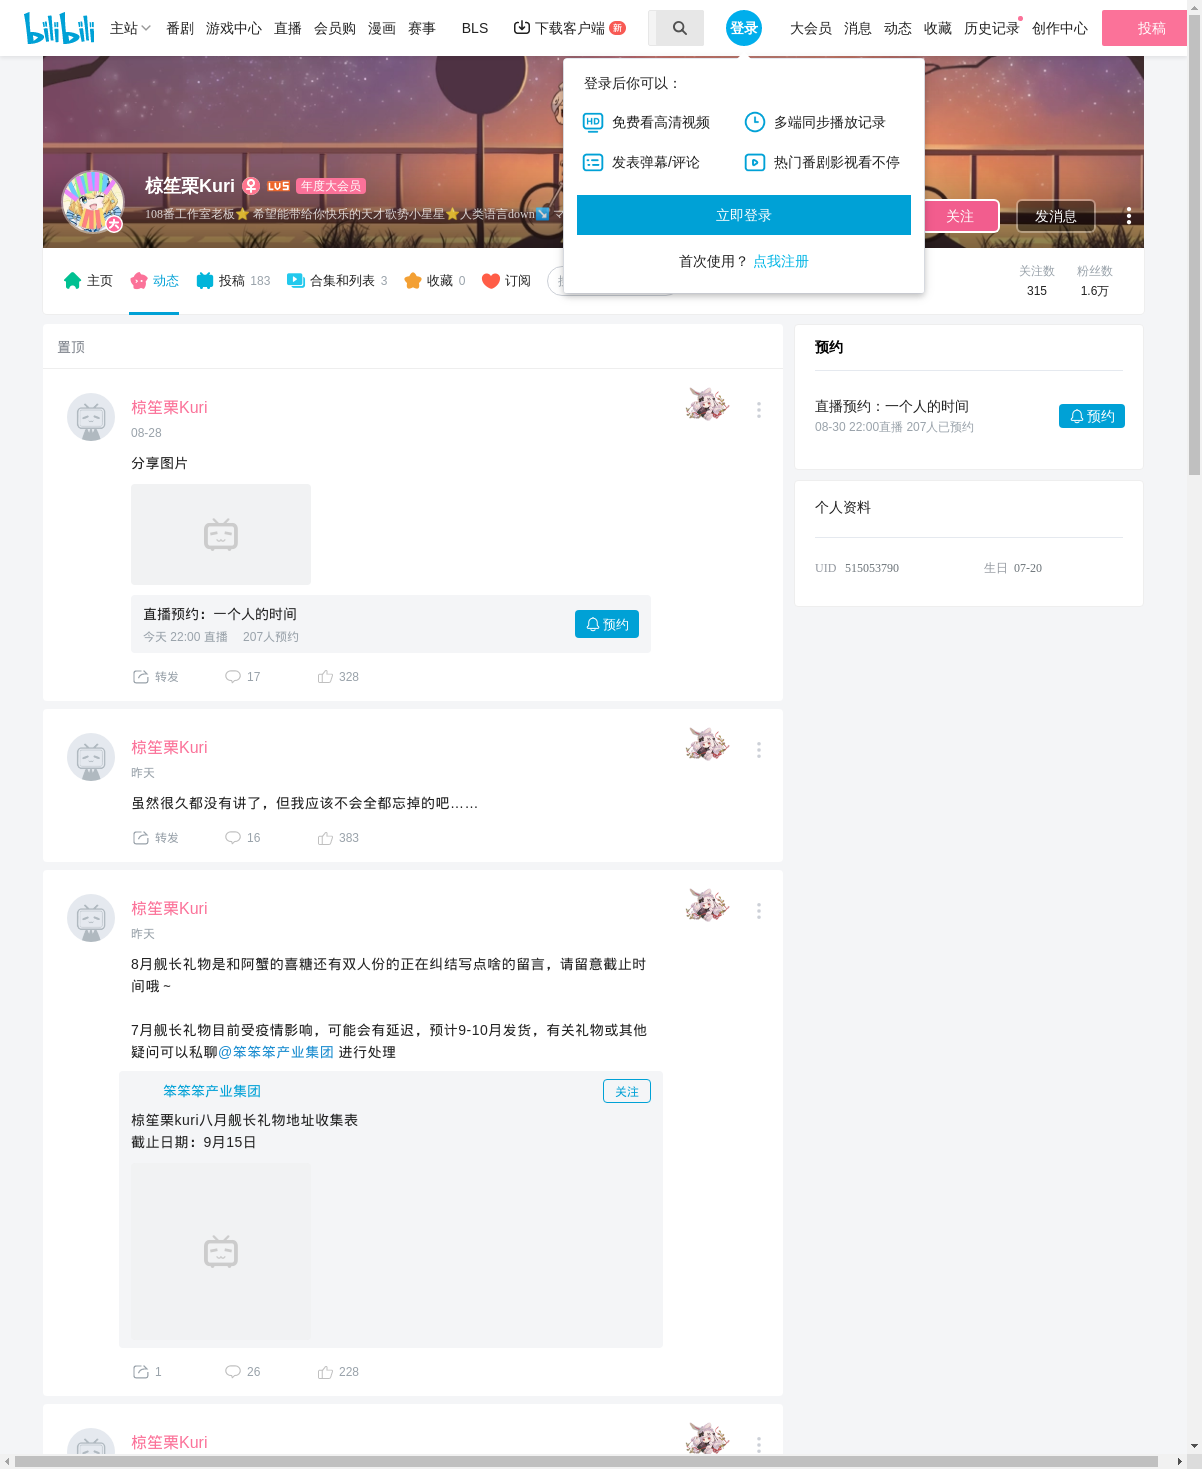 bilibili 主站 番剧 游戏中心 直播 会员购 漫画 赛事 BLS 下载客户端 新 登录 大会员 消息 动态 收藏 历史记录 创作中心 投稿
登录后你可以：
HD 免费看高清视频 多端同步播放记录
发表弹幕/评论 热门番剧影视看不停
立即登录
首次使用？ 点我注册
椋笙栗Kuri LV5 年度大会员
大 108番工作室老板⭐ 希望能带给你快乐的天才歌势小星星⭐人类语言down↘️
关注 发消息
主页 动态 投稿 183 合集和列表 3 收藏 0 订阅
关注数 粉丝数
315 1.6万
置顶
椋笙栗Kuri
08-28
分享图片
直播预约：一个人的时间
今天 22:00 直播 207人预约
预约
转发 17 328
椋笙栗Kuri
昨天
虽然很久都没有讲了，但我应该不会全都忘掉的吧……
转发 16 383
椋笙栗Kuri
昨天
8月舰长礼物是和阿蟹的喜糖还有双人份的正在纠结写点啥的留言，请留意截止时
间哦～
7月舰长礼物目前受疫情影响，可能会有延迟，预计9-10月发货，有关礼物或其他
疑问可以私聊@笨笨笨产业集团 进行处理
笨笨笨产业集团 关注
椋笙栗kuri八月舰长礼物地址收集表
截止日期：9月15日
1 26 228
椋笙栗Kuri
预约
直播预约：一个人的时间
08-30 22:00直播 207人已预约
预约
个人资料
UID 515053790 生日 07-20